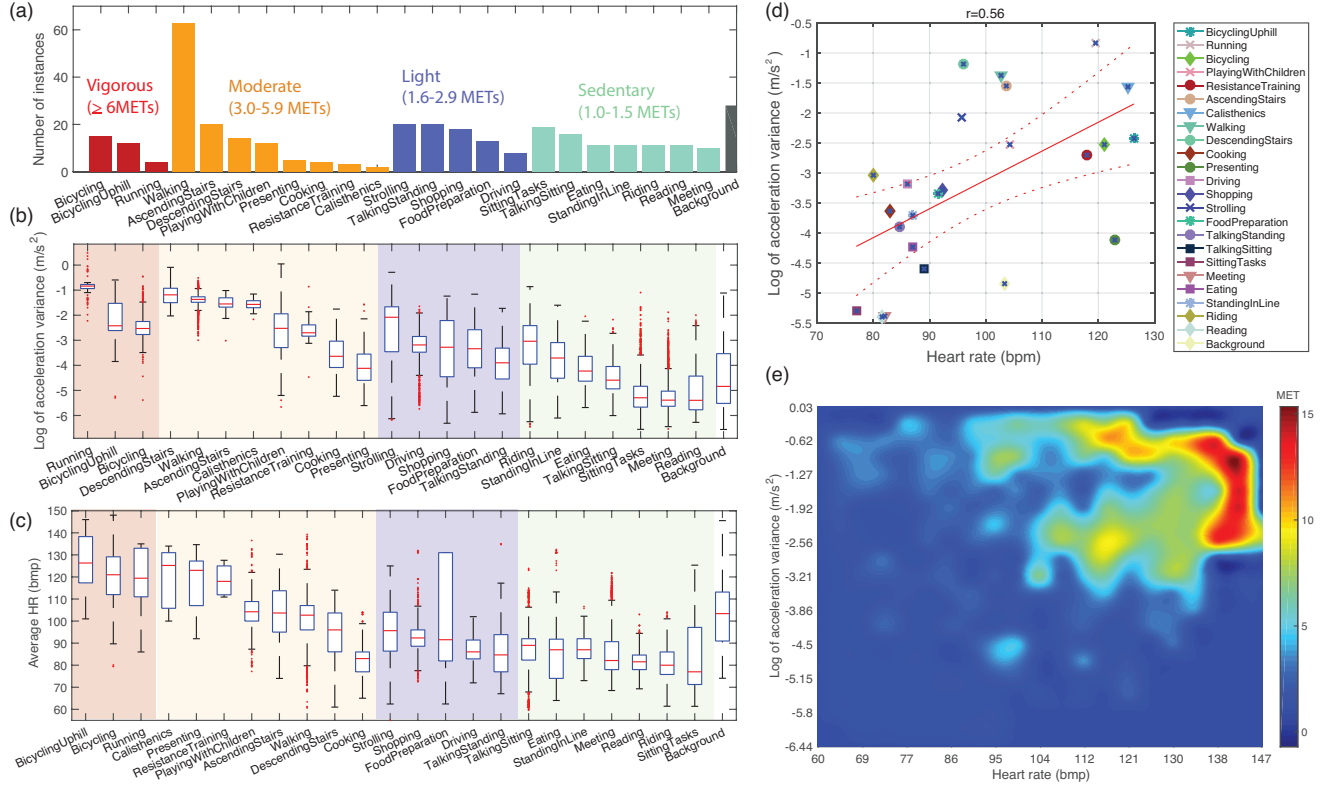 (a)
Number of instances
60
40
20
0
Vigorous
(≥ 6METs)
Moderate
(3.0-5.9 METs)
Light
(1.6-2.9 METs)
Sedentary
(1.0-1.5 METs)
Bicycling
BicyclingUphill
Running
Walking
AscendingStairs
DescendingStairs
PlayingWithChildren
Presenting
Cooking
ResistanceTraining
Calisthenics
Strolling
TalkingStanding
Shopping
FoodPreparation
Driving
SittingTasks
TalkingSitting
Eating
StandingInLine
Riding
Reading
Meeting
Background
(b)
Log of acceleration variance (m/s²)
0
-1
-2
-3
-4
-5
-6
Running
BicyclingUphill
Bicycling
DescendingStairs
Walking
AscendingStairs
Calisthenics
PlayingWithChildren
ResistanceTraining
Cooking
Presenting
Strolling
Driving
Shopping
FoodPreparation
TalkingStanding
Riding
StandingInLine
Eating
TalkingSitting
SittingTasks
Meeting
Reading
Background
(c)
Average HR (bmp)
150
140
130
120
110
100
90
80
70
60
BicyclingUphill
Bicycling
Running
Calisthenics
Presenting
ResistanceTraining
PlayingWithChildren
AscendingStairs
Walking
DescendingStairs
Cooking
Strolling
Shopping
FoodPreparation
Driving
TalkingStanding
TalkingSitting
Eating
StandingInLine
Meeting
Reading
Riding
SittingTasks
Background
(d)
r=0.56
Log of acceleration variance (m/s²)
-0.5
-1
-1.5
-2
-2.5
-3
-3.5
-4
-4.5
-5
-5.5
70
80
90
100
110
120
130
Heart rate (bpm)
BicyclingUphill
Running
Bicycling
PlayingWithChildren
ResistanceTraining
AscendingStairs
Calisthenics
Walking
DescendingStairs
Cooking
Presenting
Driving
Shopping
Strolling
FoodPreparation
TalkingStanding
TalkingSitting
SittingTasks
Meeting
Eating
StandingInLine
Riding
Reading
Background
(e)
Log of acceleration variance (m/s²)
0.03
-0.62
-1.27
-1.92
-2.56
-3.21
-3.86
-4.5
-5.15
-5.8
-6.44
60
69
77
86
95
104
112
121
129
138
147
Heart rate (bmp)
MET
15
10
5
0